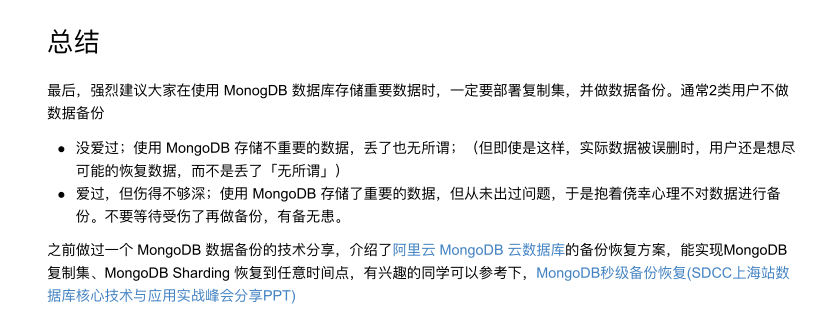 总结
最后，强烈建议大家在使用 MonogDB 数据库存储重要数据时，一定要部署复制集，并做数据备份。通常2类用户不做
数据备份
● 没爱过；使用 MongoDB 存储不重要的数据，丢了也无所谓；（但即使是这样，实际数据被误删时，用户还是想尽
可能的恢复数据，而不是丢了「无所谓」）
● 爱过，但伤得不够深；使用 MongoDB 存储了重要的数据，但从未出过问题，于是抱着侥幸心理不对数据进行备
份。不要等待受伤了再做备份，有备无患。
之前做过一个 MongoDB 数据备份的技术分享，介绍了阿里云 MongoDB 云数据库的备份恢复方案，能实现MongoDB
复制集、MongoDB Sharding 恢复到任意时间点，有兴趣的同学可以参考下，MongoDB秒级备份恢复(SDCC上海站数
据库核心技术与应用实战峰会分享PPT)